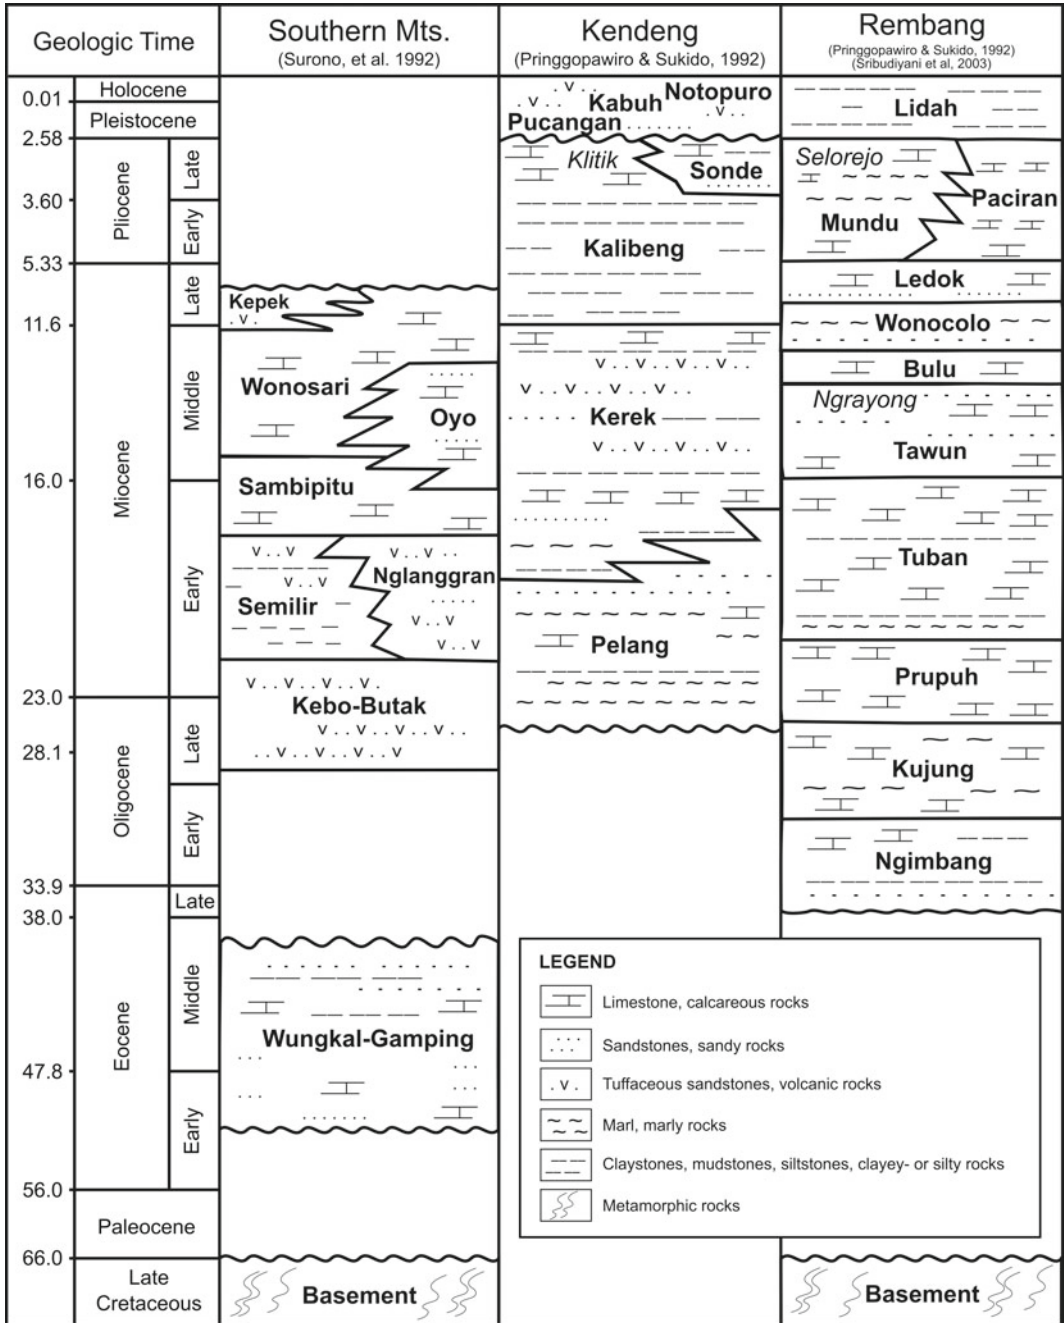 Geologic Time
Southern Mts.
(Surono, et al. 1992)
Kendeng
(Pringgopawiro & Sukido, 1992)
Rembang
(Pringgopawiro & Sukido, 1992)
(Sribudiyani et al, 2003)
Holocene
0.01
Pleistocene
2.58
Pliocene
Late
3.60
Early
5.33
Miocene
Late
11.6
Middle
16.0
Early
23.0
Oligocene
Late
28.1
Early
33.9
Eocene
Late
38.0
Middle
47.8
Early
56.0
Paleocene
66.0
Late
Cretaceous
Kepek
Wonosari
Oyo
Sambipitu
Nglanggran
Semilir
Kebo-Butak
Wungkal-Gamping
Basement
Notopuro
Kabuh
Pucangan
Klitik
Sonde
Kalibeng
Kerek
Pelang
Lidah
Selorejo
Paciran
Mundu
Ledok
Wonocolo
Bulu
Ngrayong
Tawun
Tuban
Prupuh
Kujung
Ngimbang
Basement
LEGEND
Limestone, calcareous rocks
Sandstones, sandy rocks
Tuffaceous sandstones, volcanic rocks
Marl, marly rocks
Claystones, mudstones, siltstones, clayey- or silty rocks
Metamorphic rocks